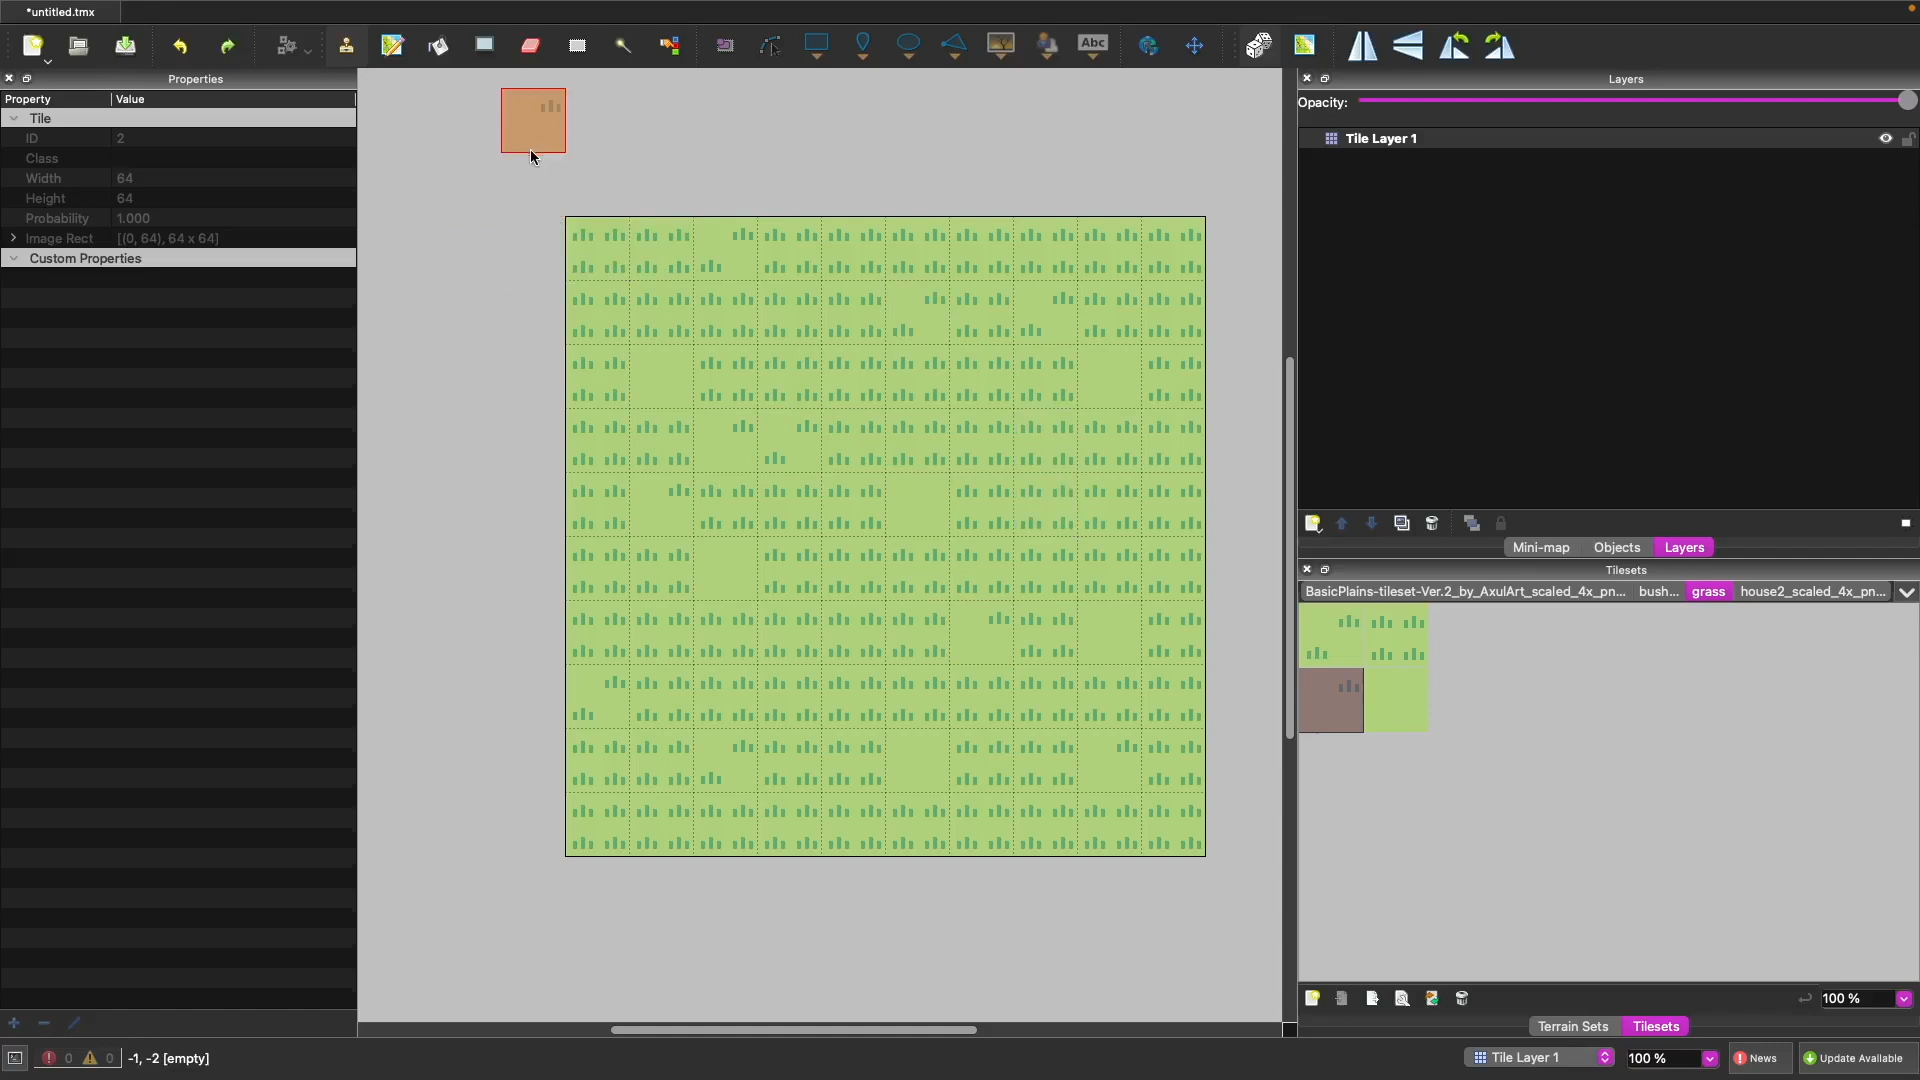 *untitled.tmx
Abc
Properties
Property Value
Tile
ID 2
Class
Width 64
Height 64
Probability 1.000
Image Rect [(0, 64), 64 x 64]
Custom Properties
Layers
Opacity:
Tile Layer 1
Mini-map Objects Layers
Tilesets
BasicPlains-tileset-Ver.2_by_AxulArt_scaled_4x_pn... bush... grass house2_scaled_4x_pn...
100 %
Terrain Sets Tilesets
0 0 -1, -2 [empty]
Tile Layer 1 100 % News Update Available